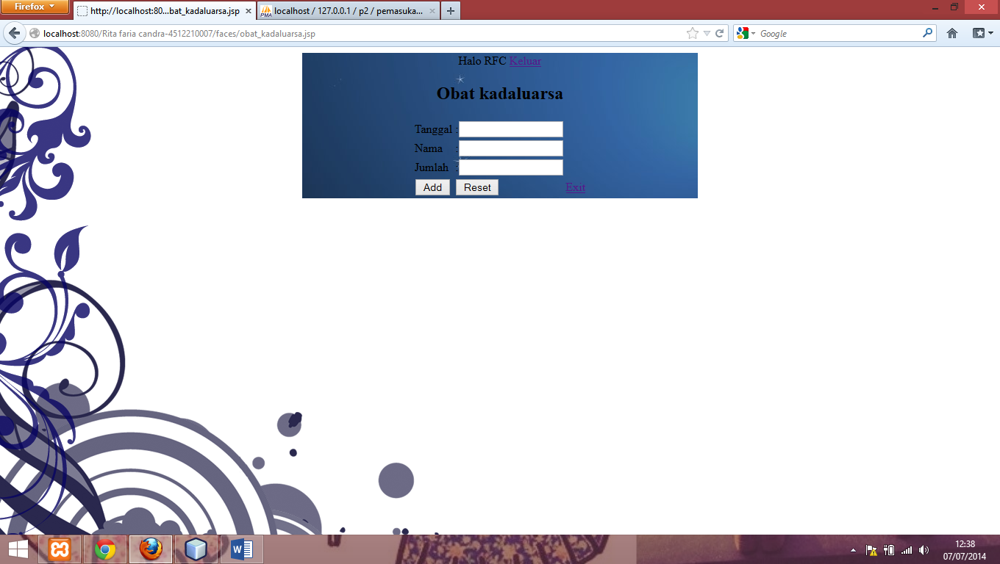 Firefox
http://localhost:80...bat_kadaluarsa.jsp
PMA localhost / 127.0.0.1 / p2 / pemasuka...
localhost:8080/Rita faria candra-4512210007/faces/obat_kadaluarsa.jsp
Google
Halo RFC Keluar
Obat kadaluarsa
Tanggal :
Nama :
Jumlah :
Add Reset Exit
12:38
07/07/2014